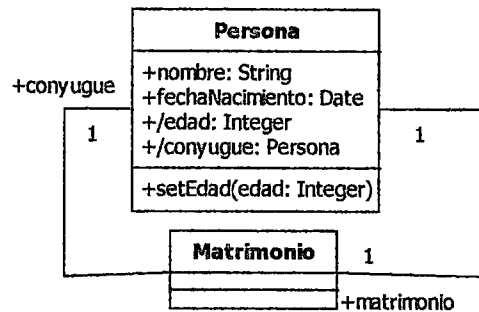 Persona
+nombre: String
+fechaNacimiento: Date
+/edad: Integer
+/conyugue: Persona
+setEdad(edad: Integer)
+conyugue
1
1
Matrimonio
1
+matrimonio